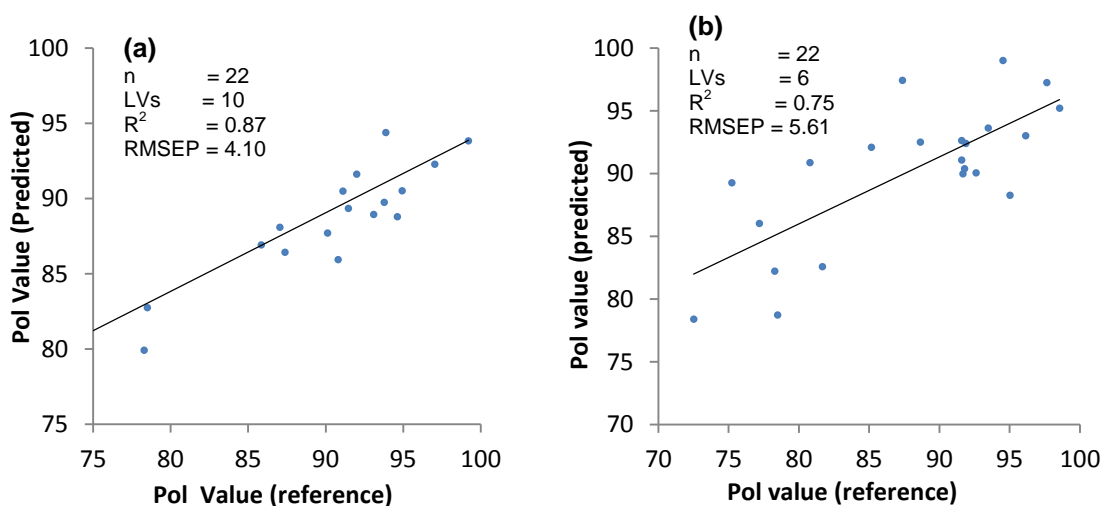 (a)
n = 22
LVs = 10
R² = 0.87
RMSEP = 4.10
100
95
90
85
80
75
75 80 85 90 95 100
Pol Value (Predicted)
Pol Value (reference)
(b)
n = 22
LVs = 6
R² = 0.75
RMSEP = 5.61
100
95
90
85
80
75
70
70 75 80 85 90 95 100
Pol value (predicted)
Pol value (reference)